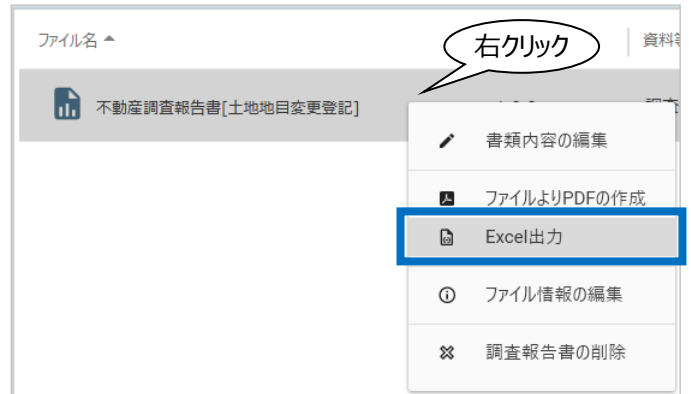 ファイル名
右クリック
資料
不動産調査報告書[土地地目変更登記]
書類内容の編集
ファイルよりPDFの作成
Excel出力
ファイル情報の編集
調査報告書の削除